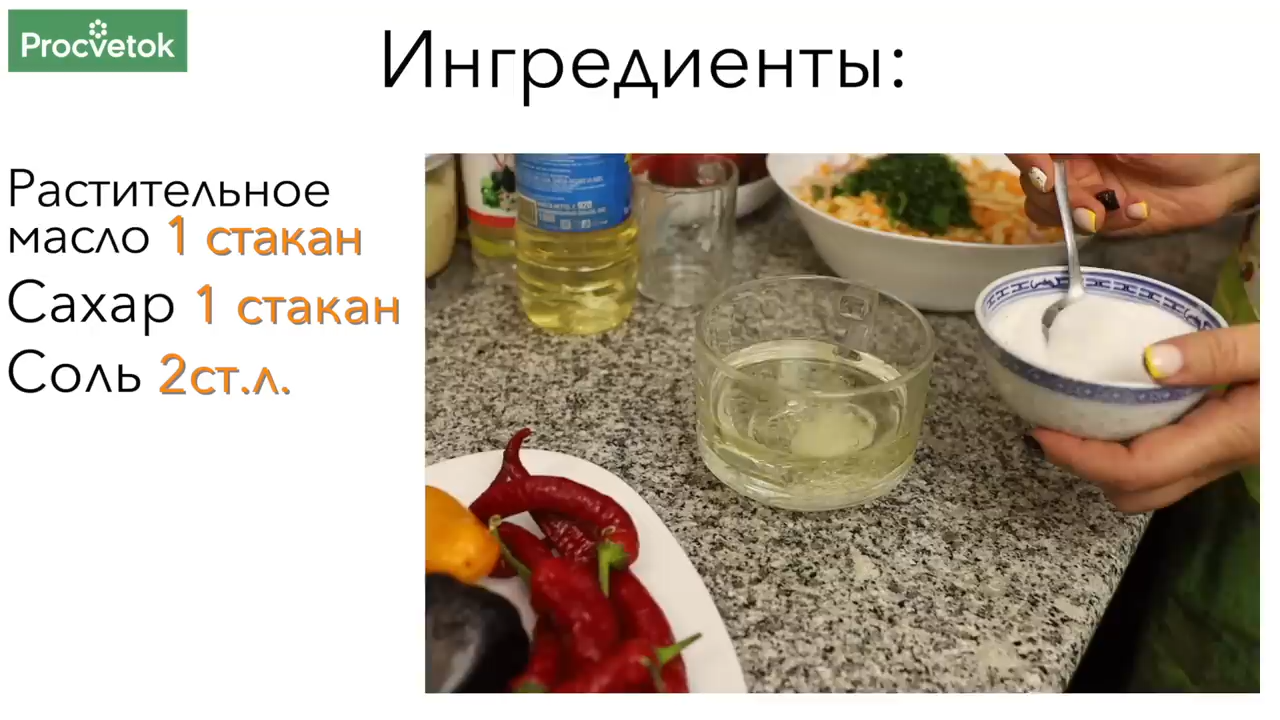 Procvetok
Ингредиенты:
Растительное
масло 1 стакан
Сахар 1 стакан
Соль 2ст.л.